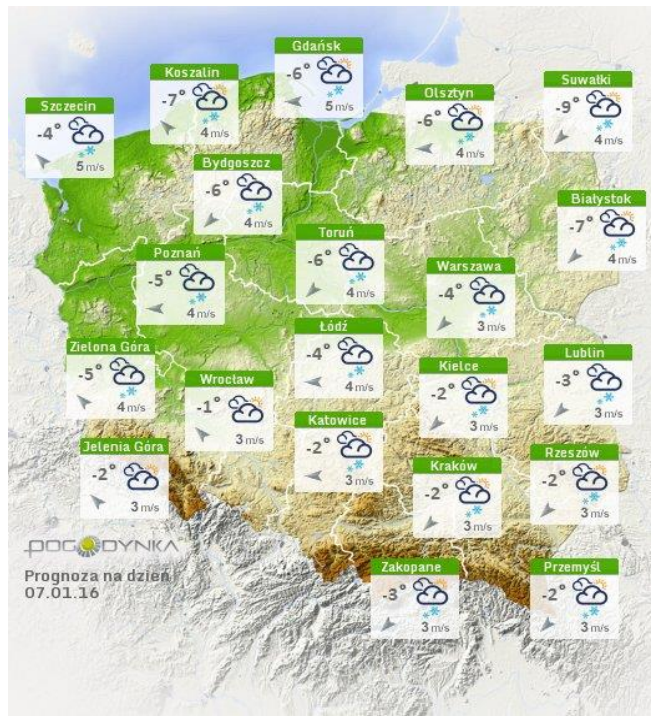 Gdańsk
-6°
5 m/s
Koszalin
-7°
4 m/s
Suwałki
-9°
4 m/s
Olsztyn
-6°
4 m/s
Szczecin
-4°
5 m/s
Bydgoszcz
-6°
4 m/s
Białystok
-7°
4 m/s
Toruń
-6°
4 m/s
Poznań
-5°
4 m/s
Warszawa
-4°
3 m/s
Łódź
-4°
4 m/s
Zielona Góra
-5°
4 m/s
Lublin
-3°
3 m/s
Kielce
-2°
3 m/s
Wrocław
-1°
3 m/s
Katowice
-2°
3 m/s
Jelenia Góra
-2°
3 m/s
Rzeszów
-2°
3 m/s
Kraków
-2°
3 m/s
POGODYNKA
Prognoza na dzień
07.01.16
Zakopane
-3°
3 m/s
Przemyśl
-2°
3 m/s